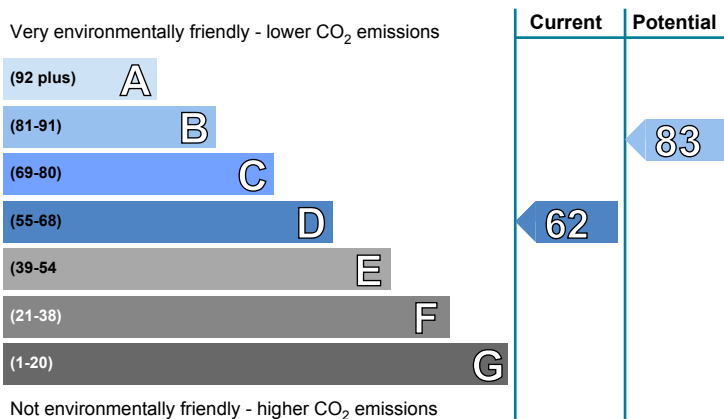 Very environmentally friendly - lower CO2 emissions
Current Potential
(92 plus) A
(81-91) B
83
(69-80) C
(55-68) D
62
(39-54 E
(21-38) F
(1-20) G
Not environmentally friendly - higher CO2 emissions